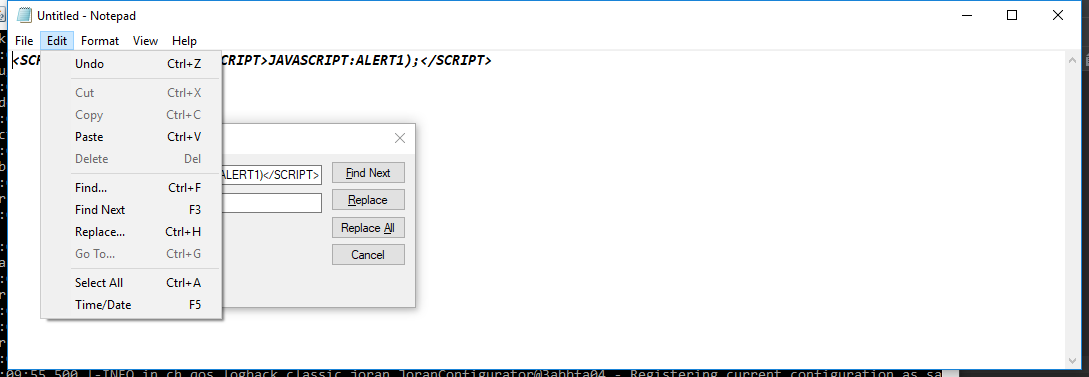 Untitled - Notepad
File Edit Format View Help
<SCR CRIPT>JAVASCRIPT:ALERT1);</SCRIPT>
Undo Ctrl+Z
Cut Ctrl+X
Copy Ctrl+C
Paste Ctrl+V
Delete Del
Find... Ctrl+F
Find Next F3
Replace... Ctrl+H
Go To... Ctrl+G
Select All Ctrl+A
Time/Date F5
ALERT1)</SCRIPT>
Find Next
Replace
Replace All
Cancel
:09:55,500 |-INFO in ch.qos.logback.classic.joran.JoranConfigurator@3abbfa04 - Registering current configuration as sa